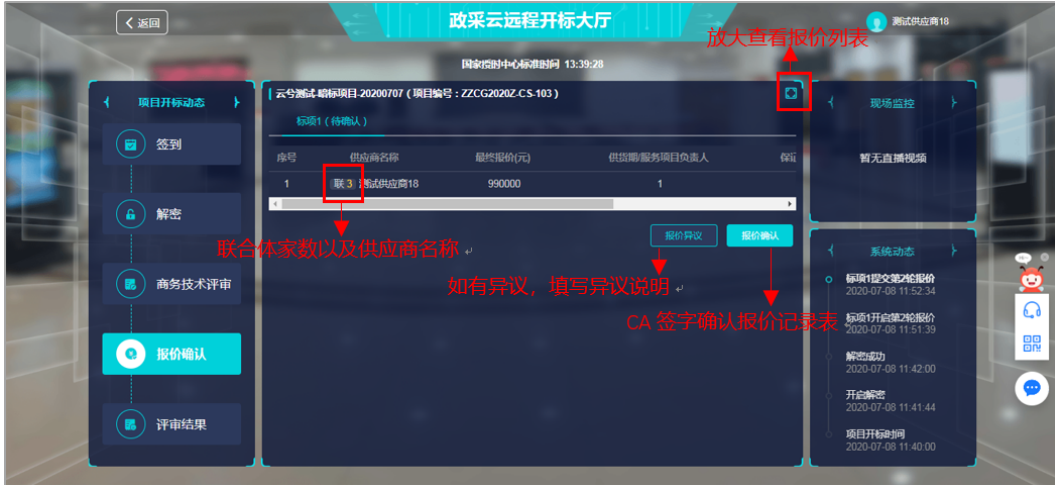 返回
政采云远程开标大厅
测试供应商18
放大查看报价列表
国家授时中心标准时间 13:39:28
项目开标动态
签到
解密
商务技术评审
报价确认
评审结果
云兮测试-暗标项目-20200707（项目编号：ZZCG2020Z-CS-103）
标项1（待确认）
序号 供应商名称 最终报价(元) 供货期/服务项目负责人
1 联 3 测试供应商18 990000 1
报价异议 报价确认
联合体家数以及供应商名称
如有异议，填写异议说明
CA 签字确认报价记录表
现场监控
暂无直播视频
系统动态
标项1提交第2轮报价
2020-07-08 11:52:34
标项1开启第2轮报价
2020-07-08 11:51:39
解密成功
2020-07-08 11:42:00
开启解密
2020-07-08 11:41:44
项目开标时间
2020-07-08 11:40:00